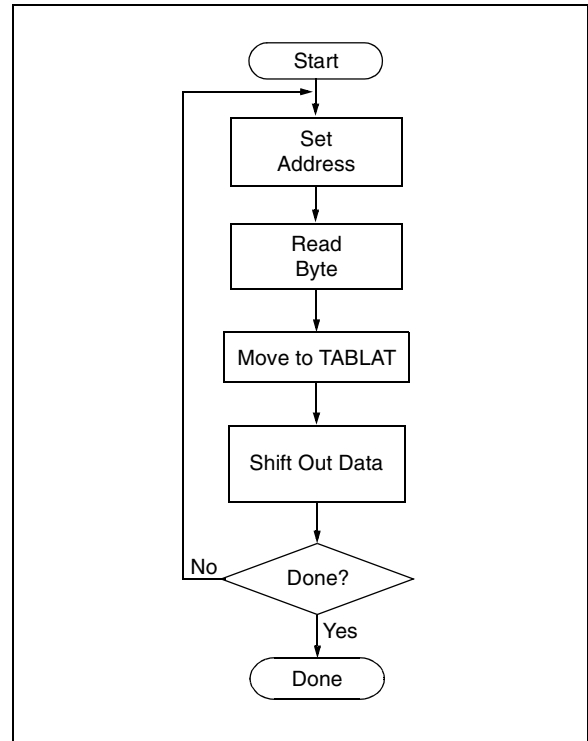 Start
Set
Address
Read
Byte
Move to TABLAT
Shift Out Data
Done?
No
Yes
Done